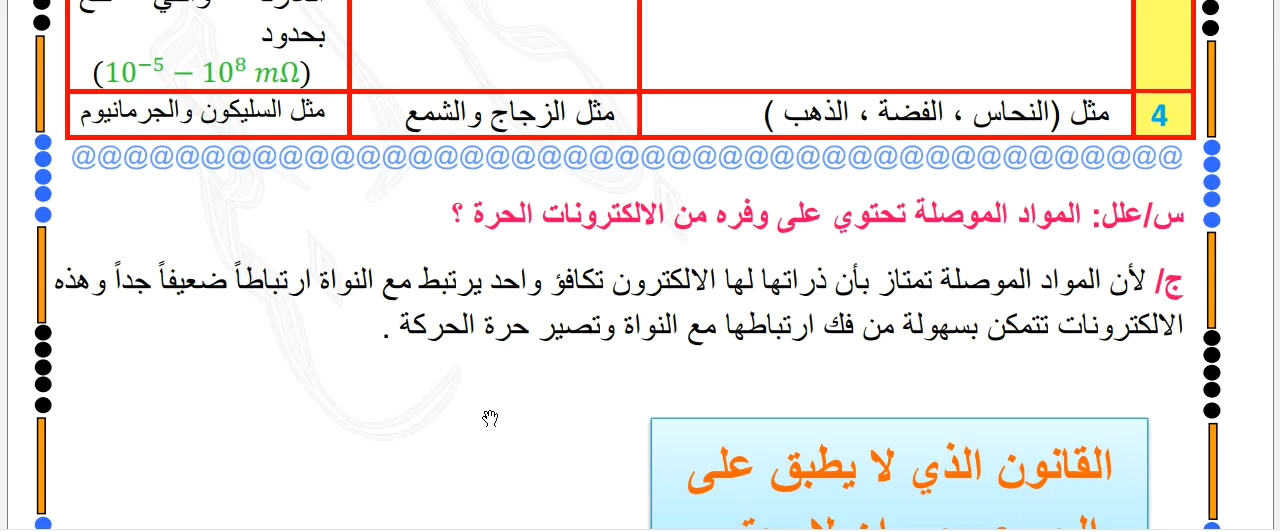 بحدود
(10⁻⁵ − 10⁸ mΩ)
4 مثل (النحاس ، الفضة ، الذهب ) مثل الزجاج والشمع مثل السليكون والجرمانيوم
@@@@@@@@@@@@@@@@@@@@@@@@@@@@@@@@@@@@@@@@@@@
س/علل: المواد الموصلة تحتوي على وفره من الالكترونات الحرة ؟
ج/ لأن المواد الموصلة تمتاز بأن ذراتها لها الالكترون تكافؤ واحد يرتبط مع النواة ارتباطاً ضعيفاً جداً وهذه
الالكترونات تتمكن بسهولة من فك ارتباطها مع النواة وتصير حرة الحركة .
القانون الذي لا يطبق على